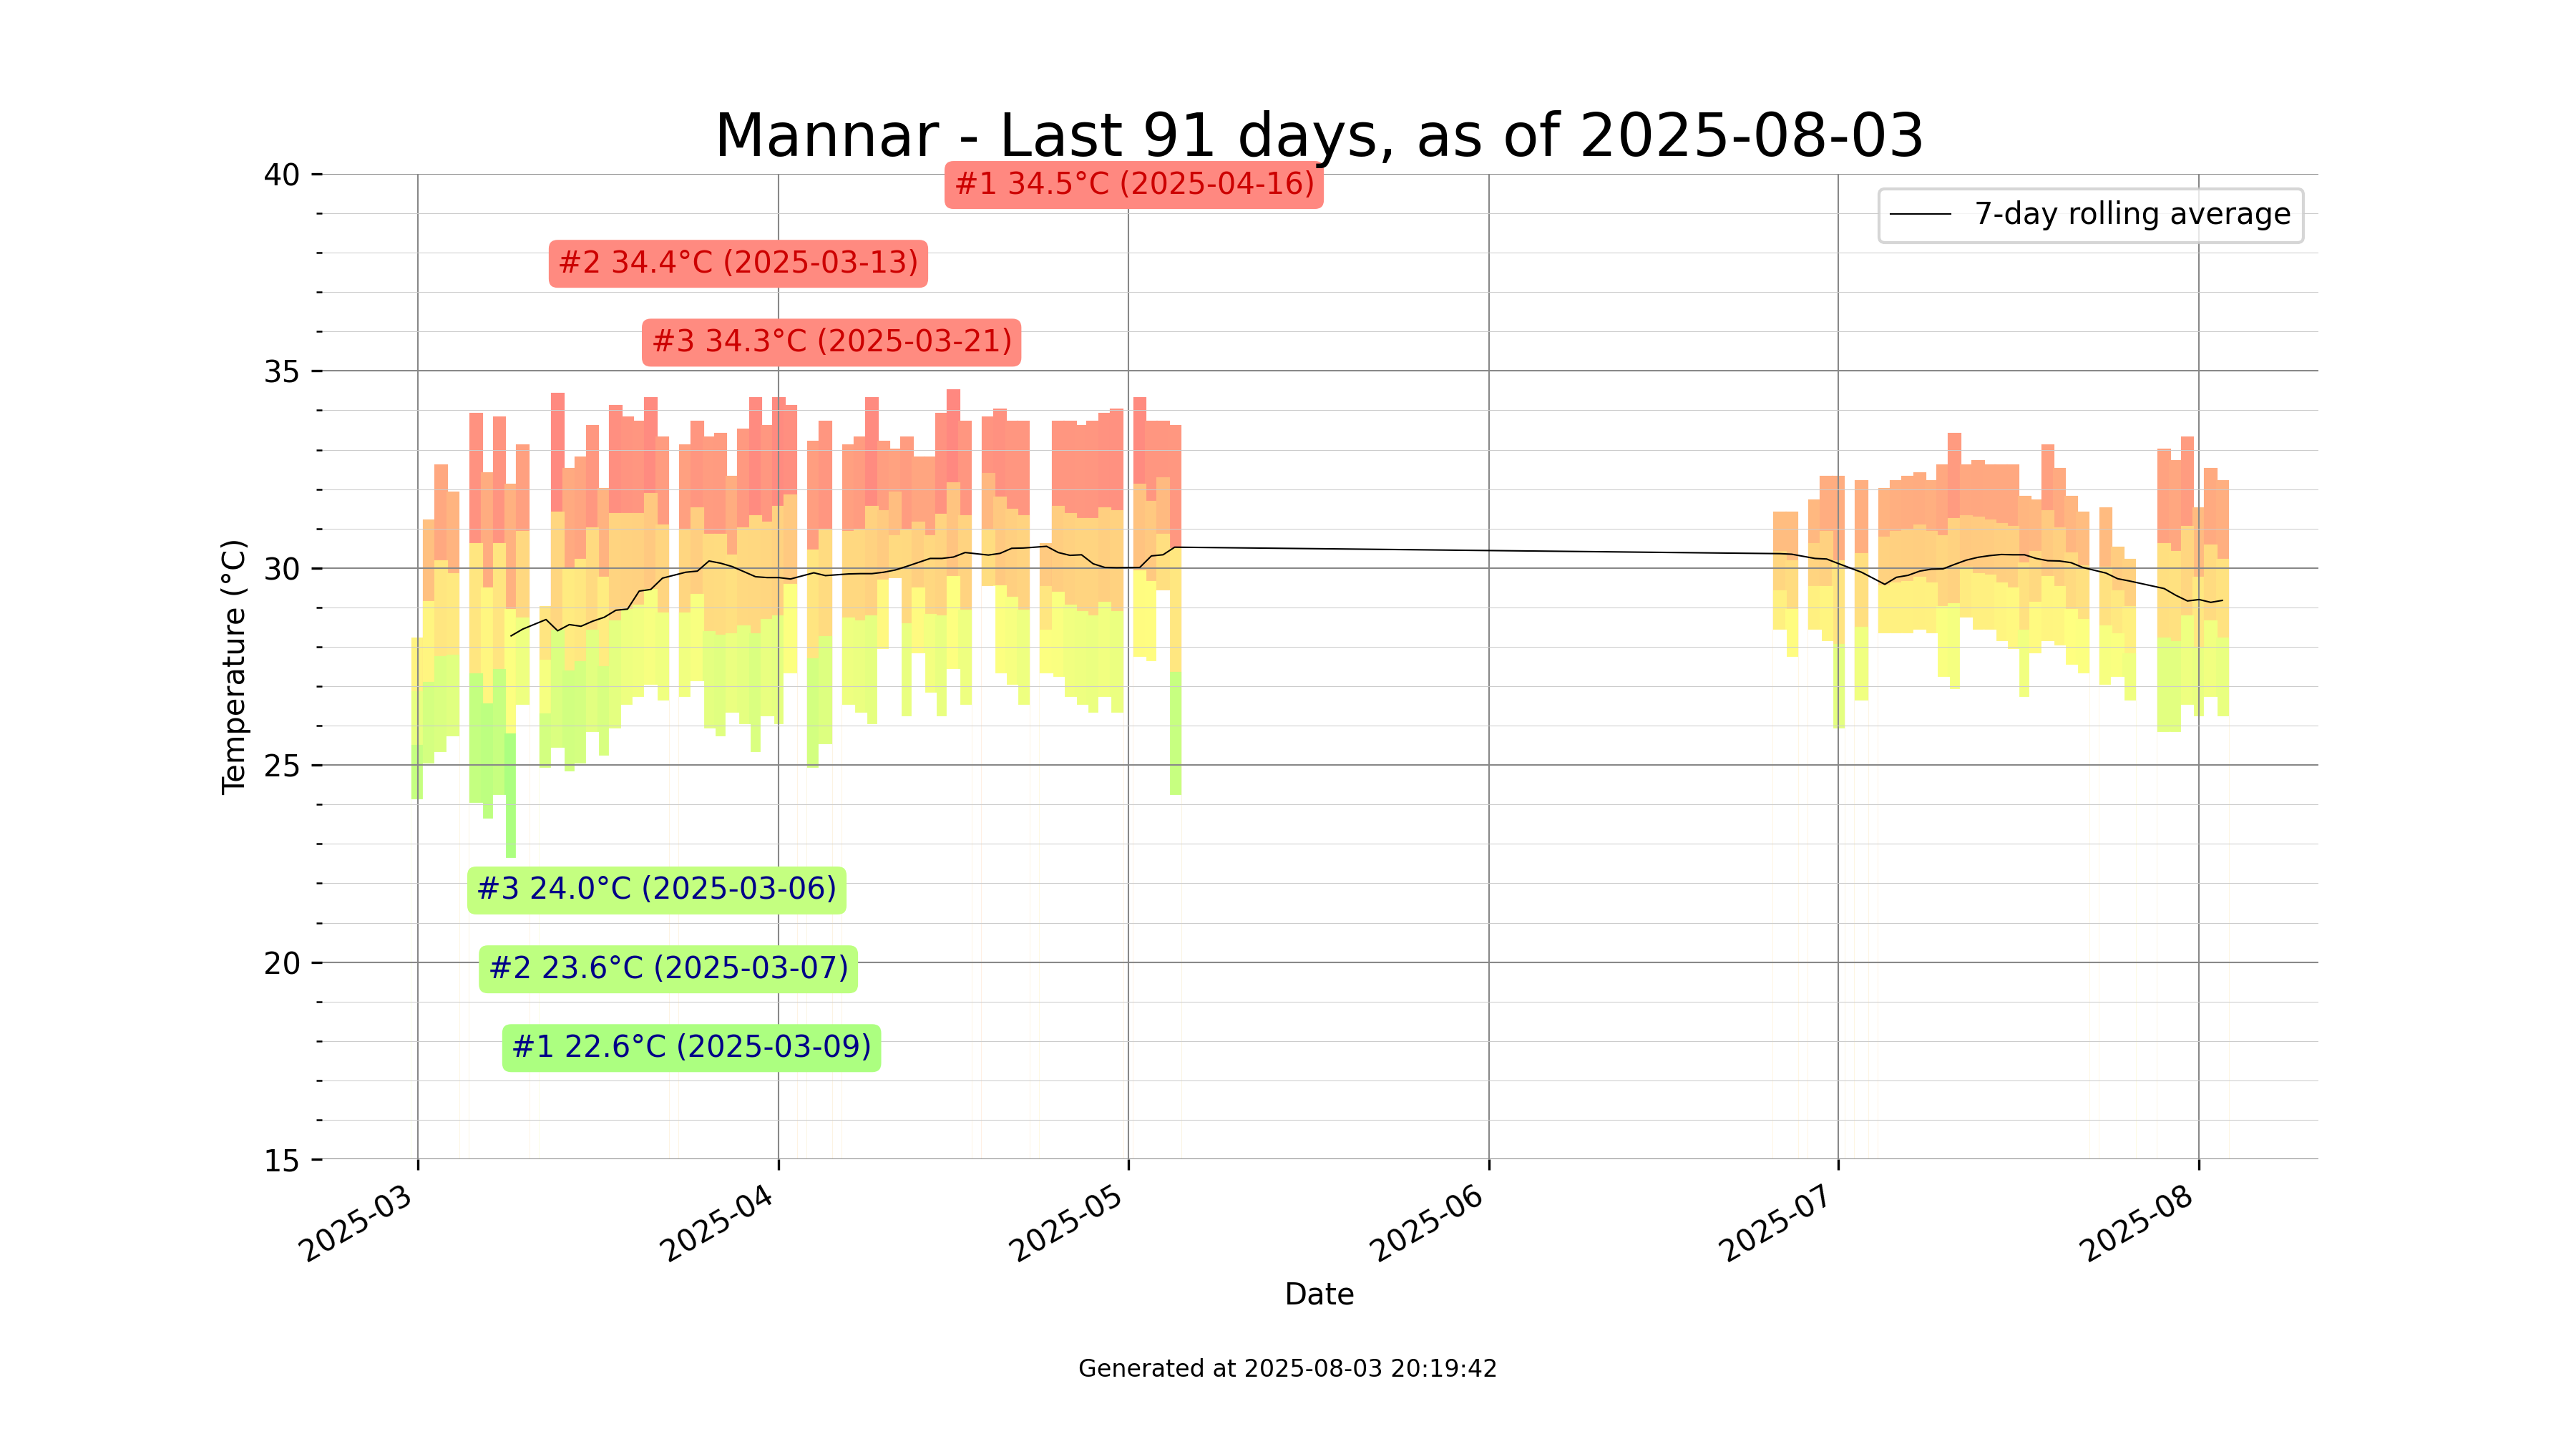 Mannar - Last 91 days, as of 2025-08-03
#1 34.5°C (2025-04-16)
#2 34.4°C (2025-03-13)
#3 34.3°C (2025-03-21)
7-day rolling average
40
35
30
25
20
15
Temperature (°C)
#3 24.0°C (2025-03-06)
#2 23.6°C (2025-03-07)
#1 22.6°C (2025-03-09)
2025-03
2025-04
2025-05
2025-06
2025-07
2025-08
Date
Generated at 2025-08-03 20:19:42